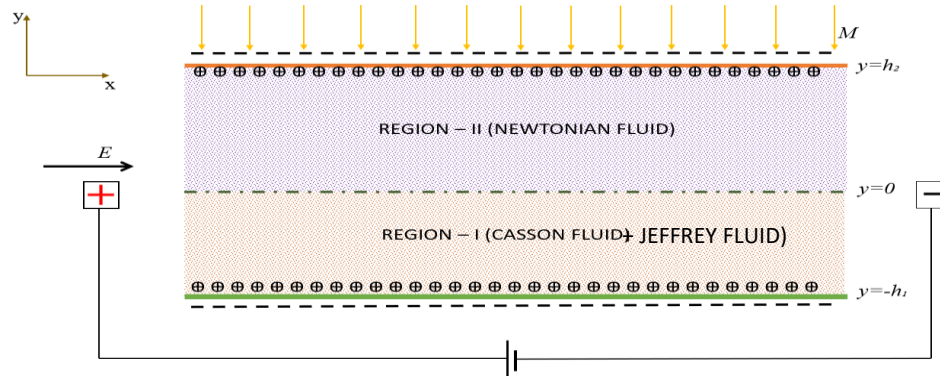 y
x
M
y=h₂
REGION – II (NEWTONIAN FLUID)
E
+
y=0
−
REGION – I (CASSON FLUID) + JEFFREY FLUID)
y=-h₁